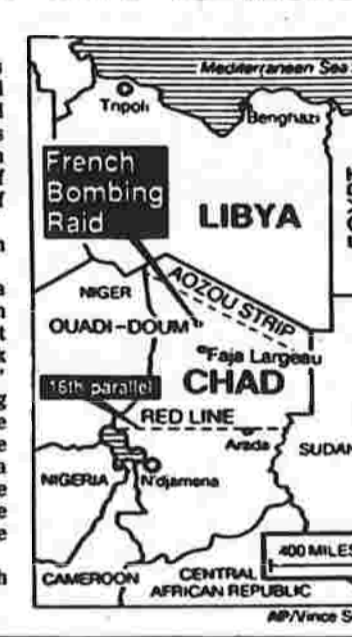 Mediterranean Sea
Tripoli
Benghazi
French
Bombing
Raid
LIBYA
AOZOU STRIP
NIGER
OUADI-DOUM
Faja Largeau
CHAD
16th parallel
RED LINE
Arada
SUDAN
NIGERIA
N'djamena
400 MILES
CAMEROON
CENTRAL
AFRICAN REPUBLIC
AP/Vince S